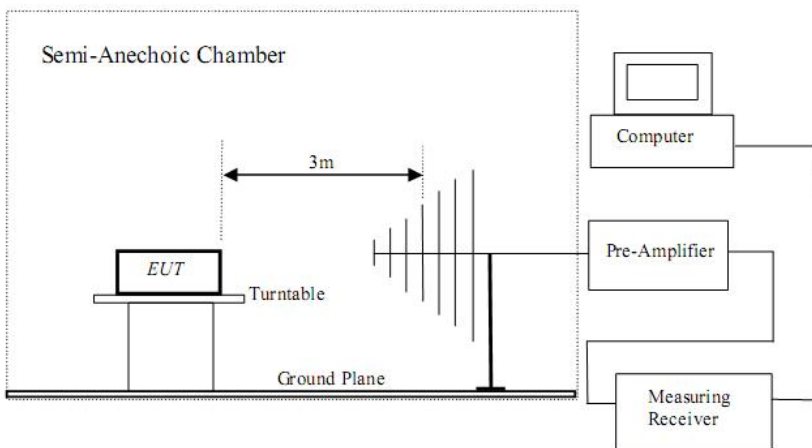 Semi-Anechoic Chamber
3m
EUT
Turntable
Ground Plane
Computer
Pre-Amplifier
Measuring
Receiver